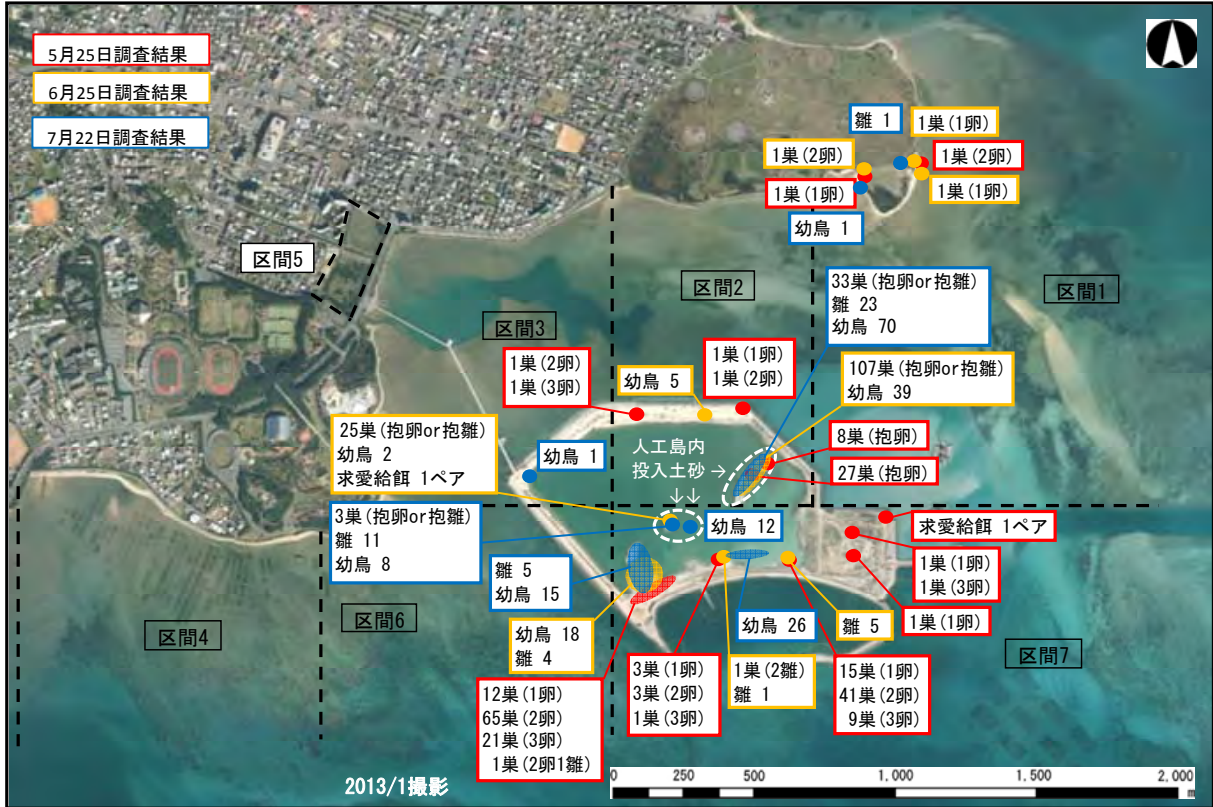 5月25日調査結果
6月25日調査結果
7月22日調査結果
雛 1
1巣(1卵)
1巣(2卵)
1巣(2卵)
1巣(1卵)
1巣(1卵)
幼鳥 1
区間5
区間2
区間1
区間3
33巣(抱卵or抱雛)
雛 23
幼鳥 70
1巣(2卵)
1巣(3卵)
幼鳥 5
1巣(1卵)
1巣(2卵)
107巣(抱卵or抱雛)
幼鳥 39
25巣(抱卵or抱雛)
幼鳥 2
求愛給餌 1ペア
幼鳥 1
人工島内
投入土砂→
↓↓
8巣(抱卵)
27巣(抱卵)
3巣(抱卵or抱雛)
雛 11
幼鳥 8
幼鳥 12
求愛給餌 1ペア
1巣(1卵)
1巣(3卵)
雛 5
幼鳥 15
1巣(1卵)
区間4
区間6
幼鳥 18
雛 4
幼鳥 26
雛 5
区間7
12巣(1卵)
65巣(2卵)
21巣(3卵)
1巣(2卵1雛)
3巣(1卵)
3巣(2卵)
1巣(3卵)
1巣(2雛)
雛 1
15巣(1卵)
41巣(2卵)
9巣(3卵)
2013/1撮影
0 250 500 1,000 1,500 2,000
m